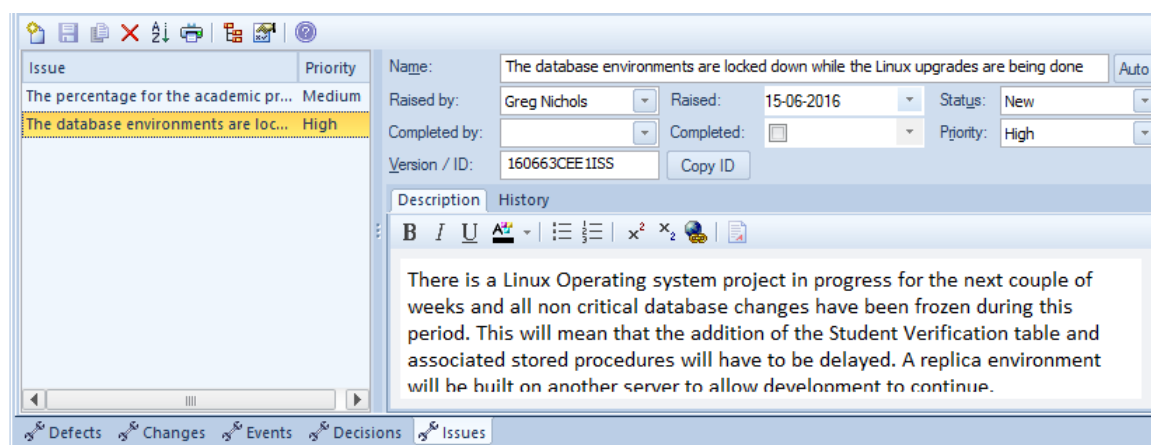 Issue Priority
The percentage for the academic pr... Medium
The database environments are loc... High
Name: The database environments are locked down while the Linux upgrades are being done Auto
Raised by: Greg Nichols Raised: 15-06-2016 Status: New
Completed by: Completed: Priority: High
Version / ID: 160663CEE1ISS Copy ID
Description History
B I U A x² x₂
There is a Linux Operating system project in progress for the next couple of
weeks and all non critical database changes have been frozen during this
period. This will mean that the addition of the Student Verification table and
associated stored procedures will have to be delayed. A replica environment
will be built on another server to allow development to continue.
Defects Changes Events Decisions Issues